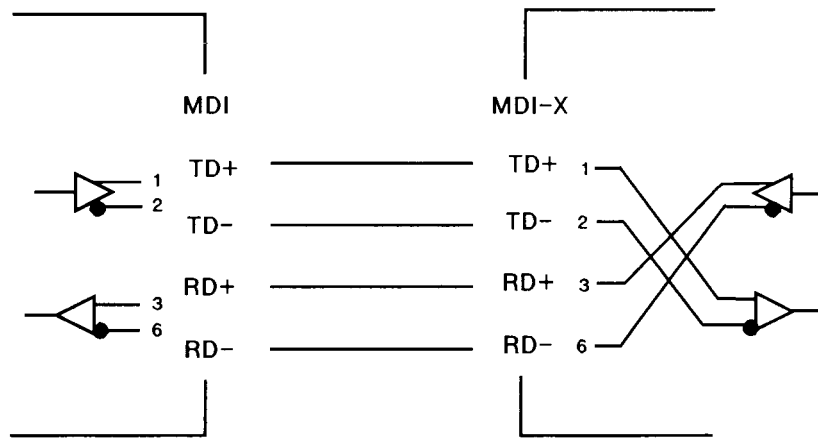 MDI MDI-X
1 TD+ TD+ 1
2 TD- TD- 2
3 RD+ RD+ 3
6 RD- RD- 6